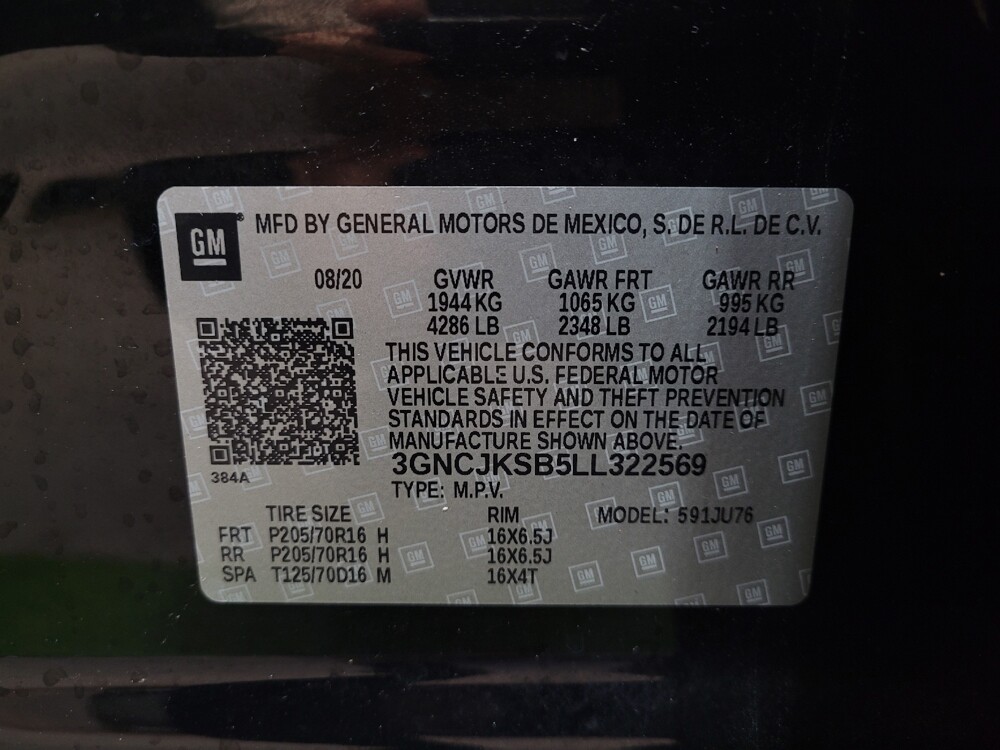 GM MFD BY GENERAL MOTORS DE MEXICO, S. DE R.L. DE C.V.
08/20 GVWR GAWR FRT GAWR RR
1944 KG 1065 KG 995 KG
4286 LB 2348 LB 2194 LB
THIS VEHICLE CONFORMS TO ALL
APPLICABLE U.S. FEDERAL MOTOR
VEHICLE SAFETY AND THEFT PREVENTION
STANDARDS IN EFFECT ON THE DATE OF
MANUFACTURE SHOWN ABOVE.
3GNCJKSB5LL322569
384A
TYPE: M.P.V.
TIRE SIZE RIM MODEL: 591JU76
FRT P205/70R16 H 16X6.5J
RR P205/70R16 H 16X6.5J
SPA T125/70D16 M 16X4T